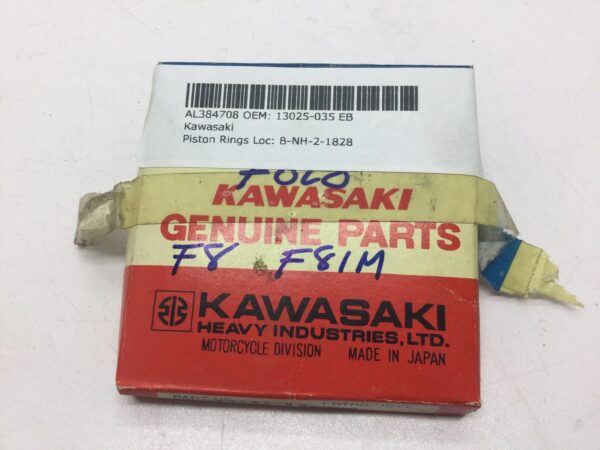 AL384708 OEM: 13025-035 EB
Kawasaki
Piston Rings Loc: B-NH-2-1828
FOLO
KAWASAKI
GENUINE PARTS
F8 F81M
KAWASAKI
HEAVY INDUSTRIES, LTD.
MOTORCYCLE DIVISION MADE IN JAPAN